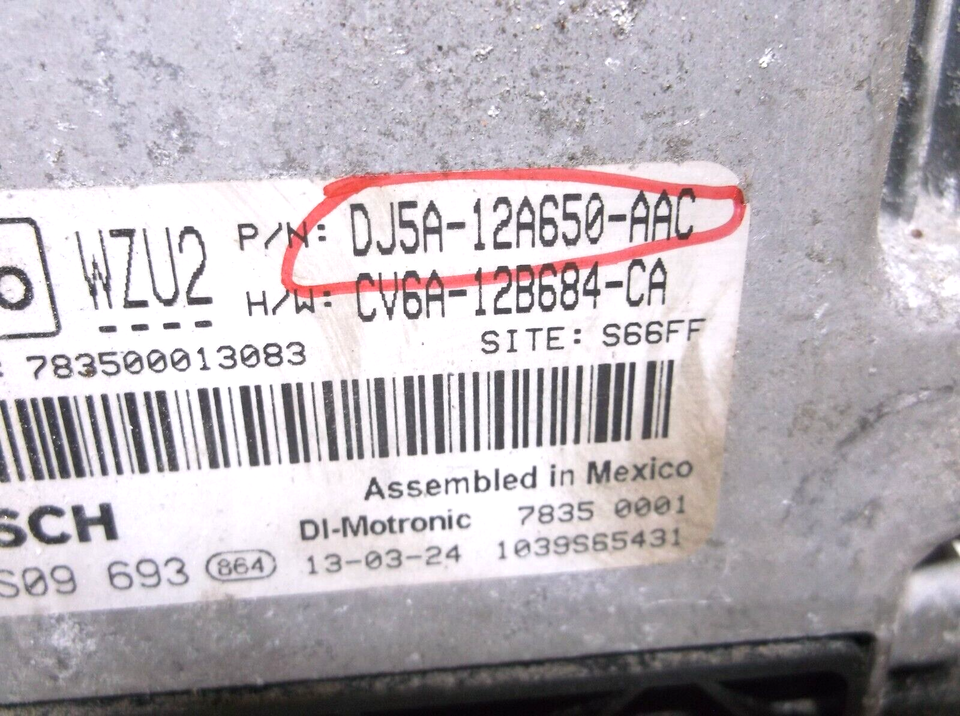 WZU2
P/N: DJ5A-12A650-AAC
H/W: CV6A-12B684-CA
: 783500013083 SITE: S66FF
Assembled in Mexico
SCH DI-Motronic 7835 0001
S09 693 864 13-03-24 1039S65431